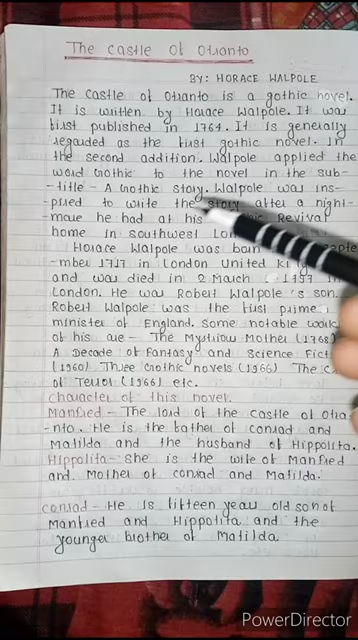 The Castle of Otranto
BY: HORACE WALPOLE
The Castle of Otranto is a gothic novel.
It is written by Horace Walpole. It was
first published in 1764. It is generally
regarded as the first gothic novel. In
the second addition. Walpole applied the
word Gothic to the novel in the sub-
-title - A Gothic Story. Walpole was ins-
-pired to write the story after a night-
mare he had at his Revival
home in southwest
Horace Walpole was born
-mber 1717 in London United
and was died in 2 March
London. He was Robert Walpole's son.
Robert Walpole was the first prime
minister of England. Some notable work
of his are - The Mystriow Mother (1768)
A Decade of Fantasy and Science Fict
(1960) Three Gothic novels (1966) The C
of Terror (1966) etc.
Character of this novel.
Manfred - The lord of the castle of Otra-
-nto. He is the father of conrad and
Matilda and the husband of Hippolita.
Hippolita - she is the wife of Manfred
and Mother of conrad and Matilda.
conrad - He is fifteen year old son of
Manfred and Hippolita and the
younger brother of Matilda
PowerDirector